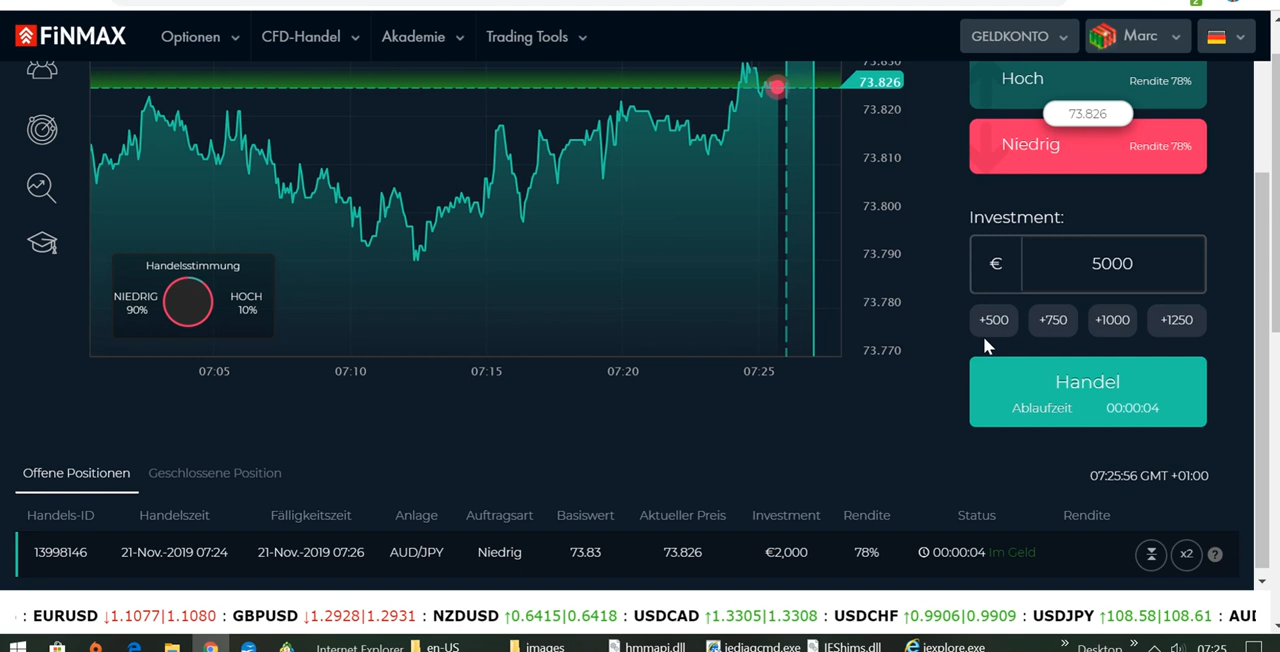 FiNMAX Optionen CFD-Handel Akademie Trading Tools GELDKONTO Marc
73.826
73.820
73.810
73.800
73.790
73.780
73.770
Handelsstimmung
NIEDRIG HOCH
90% 10%
07:05 07:10 07:15 07:20 07:25
Hoch Rendite 78%
73.826
Niedrig Rendite 78%
Investment:
€ 5000
+500 +750 +1000 +1250
Handel
Ablaufzeit 00:00:04
Offene Positionen Geschlossene Position 07:25:56 GMT +01:00
Handels-ID Handelszeit Fälligkeitszeit Anlage Auftragsart Basiswert Aktueller Preis Investment Rendite Status Rendite
13998146 21-Nov.-2019 07:24 21-Nov.-2019 07:26 AUD/JPY Niedrig 73.83 73.826 €2,000 78% 00:00:04 Im Geld x2 ?
: EURUSD ↓1.1077|1.1080 : GBPUSD ↓1.2928|1.2931 : NZDUSD ↑0.6415|0.6418 : USDCAD ↑1.3305|1.3308 : USDCHF ↑0.9906|0.9909 : USDJPY ↑108.58|108.61 : AUD
Internet Explorer en-US images hmmapi.dll iediagcmd.exe IEShims.dll iexplore.exe » Desktop » 07:25